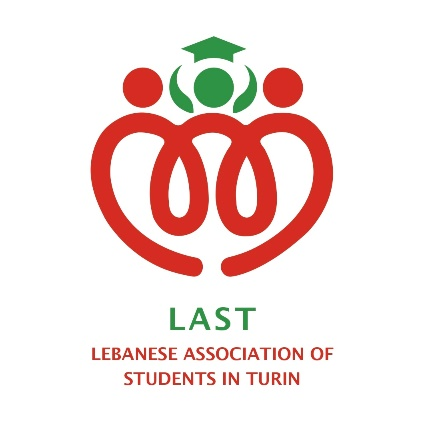 LAST
LEBANESE ASSOCIATION OF
STUDENTS IN TURIN